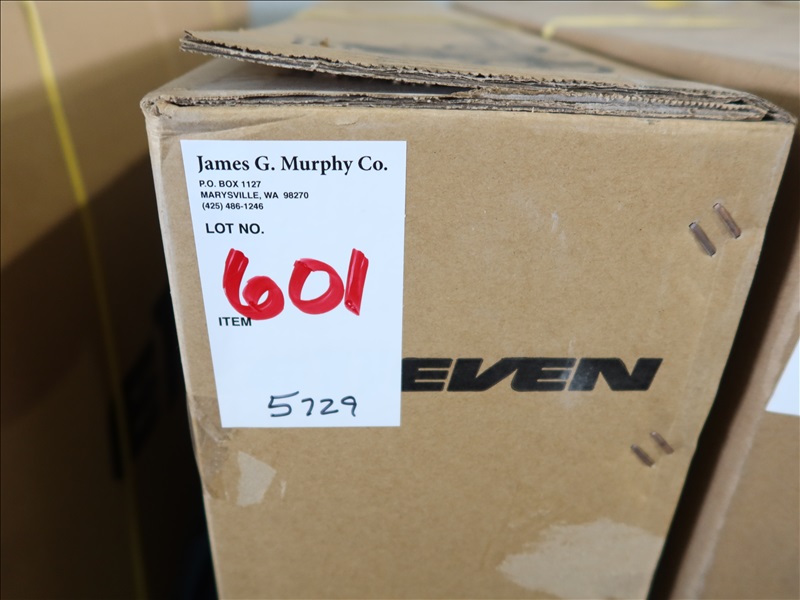 James G. Murphy Co.
P.O. BOX 1127
MARYSVILLE, WA 98270
(425) 486-1246
LOT NO.
601
ITEM
5729
EVEN